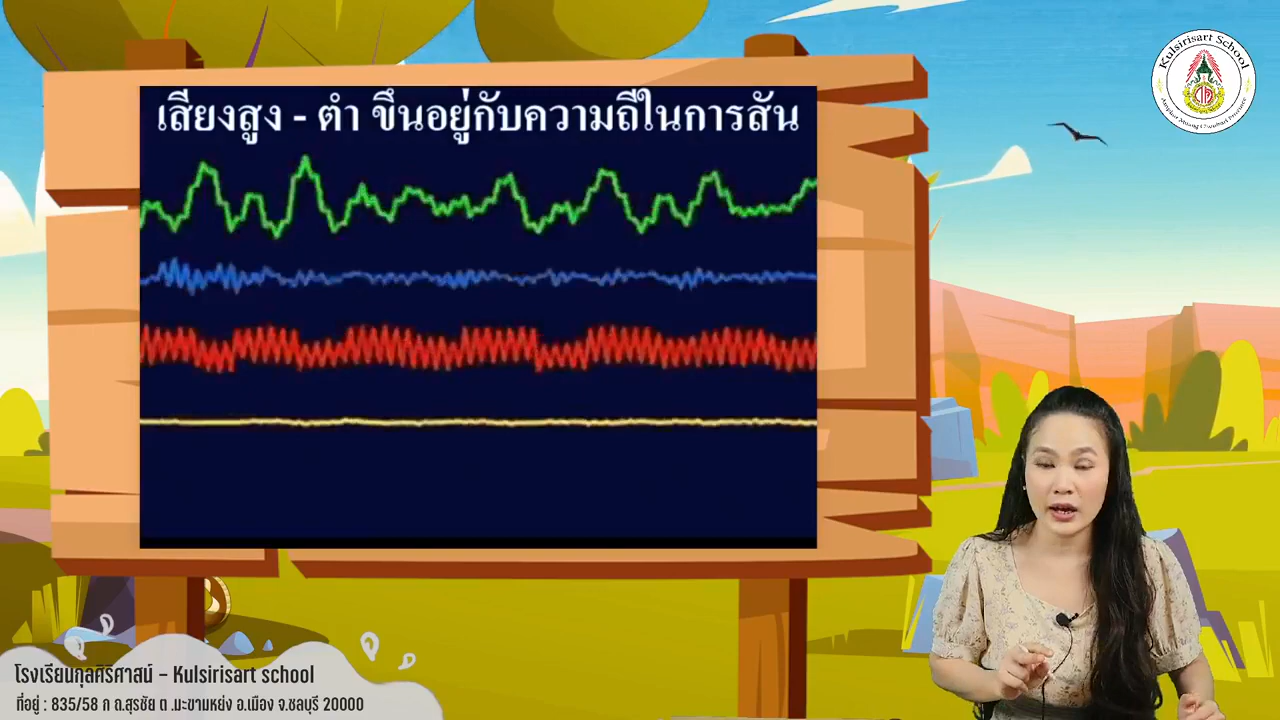 เสียงสูง - ต่ำ ขึ้นอยู่กับความถี่ในการสั่น
Kulsirisart School
โรงเรียนกุลศิริศาสน์ - Kulsirisart school
ที่อยู่ : 835/58 ก ถ.สุรชัย ต .มะขามหย่ง อ.เมือง จ.ชลบุรี 20000